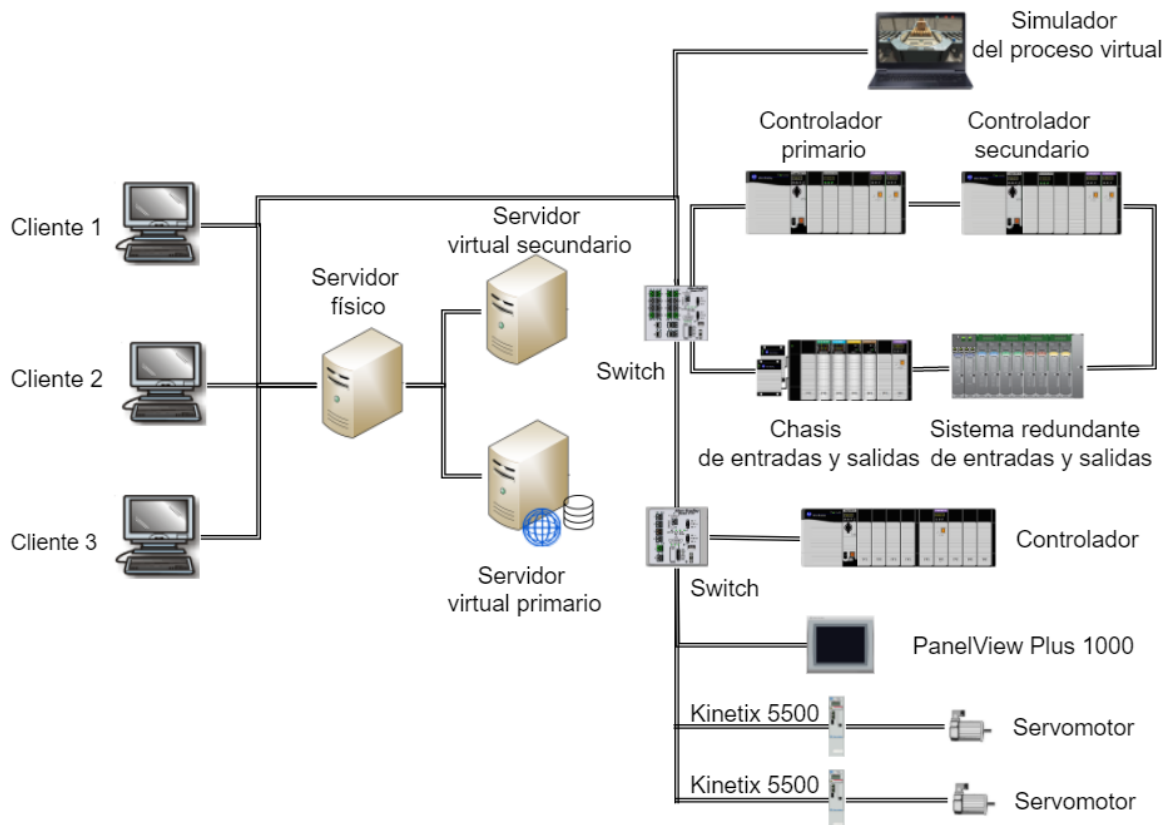 Simulador
del proceso virtual
Controlador
primario
Controlador
secundario
Cliente 1
Servidor
virtual secundario
Servidor
físico
Cliente 2
Switch
Chasis
de entradas y salidas
Sistema redundante
de entradas y salidas
Cliente 3
Servidor
virtual primario
Controlador
Switch
PanelView Plus 1000
Kinetix 5500
Servomotor
Kinetix 5500
Servomotor